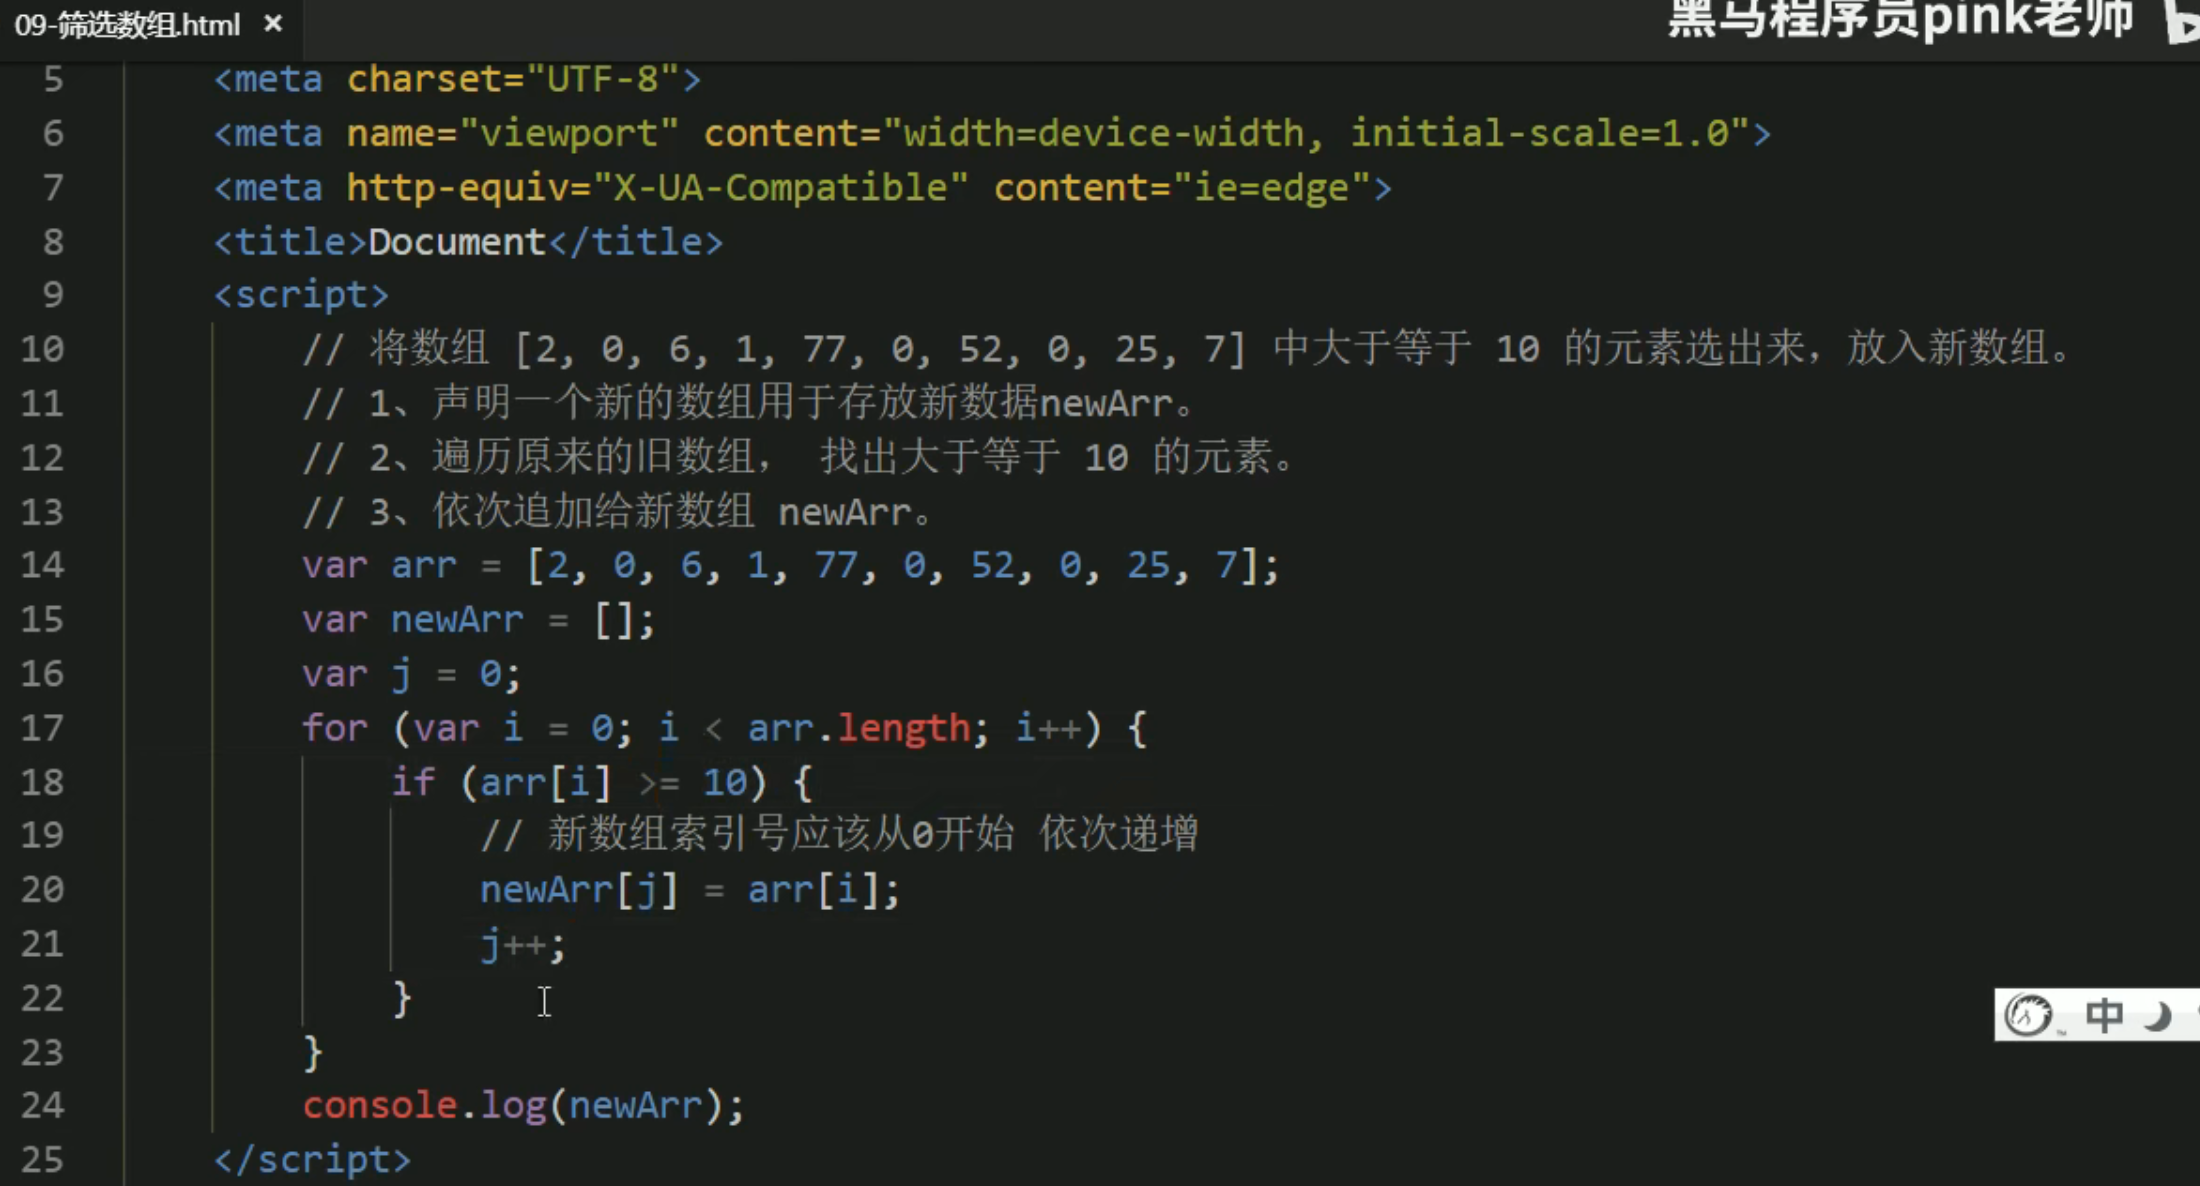 09-筛选数组.html ×
黑马程序员pink老师
5 <meta charset="UTF-8">
6 <meta name="viewport" content="width=device-width, initial-scale=1.0">
7 <meta http-equiv="X-UA-Compatible" content="ie=edge">
8 <title>Document</title>
9 <script>
10 // 将数组 [2, 0, 6, 1, 77, 0, 52, 0, 25, 7] 中大于等于 10 的元素选出来，放入新数组。
11 // 1、声明一个新的数组用于存放新数据newArr。
12 // 2、遍历原来的旧数组， 找出大于等于 10 的元素。
13 // 3、依次追加给新数组 newArr。
14 var arr = [2, 0, 6, 1, 77, 0, 52, 0, 25, 7];
15 var newArr = [];
16 var j = 0;
17 for (var i = 0; i < arr.length; i++) {
18 if (arr[i] >= 10) {
19 // 新数组索引号应该从0开始 依次递增
20 newArr[j] = arr[i];
21 j++;
22 }
中
23 }
24 console.log(newArr);
25 </script>